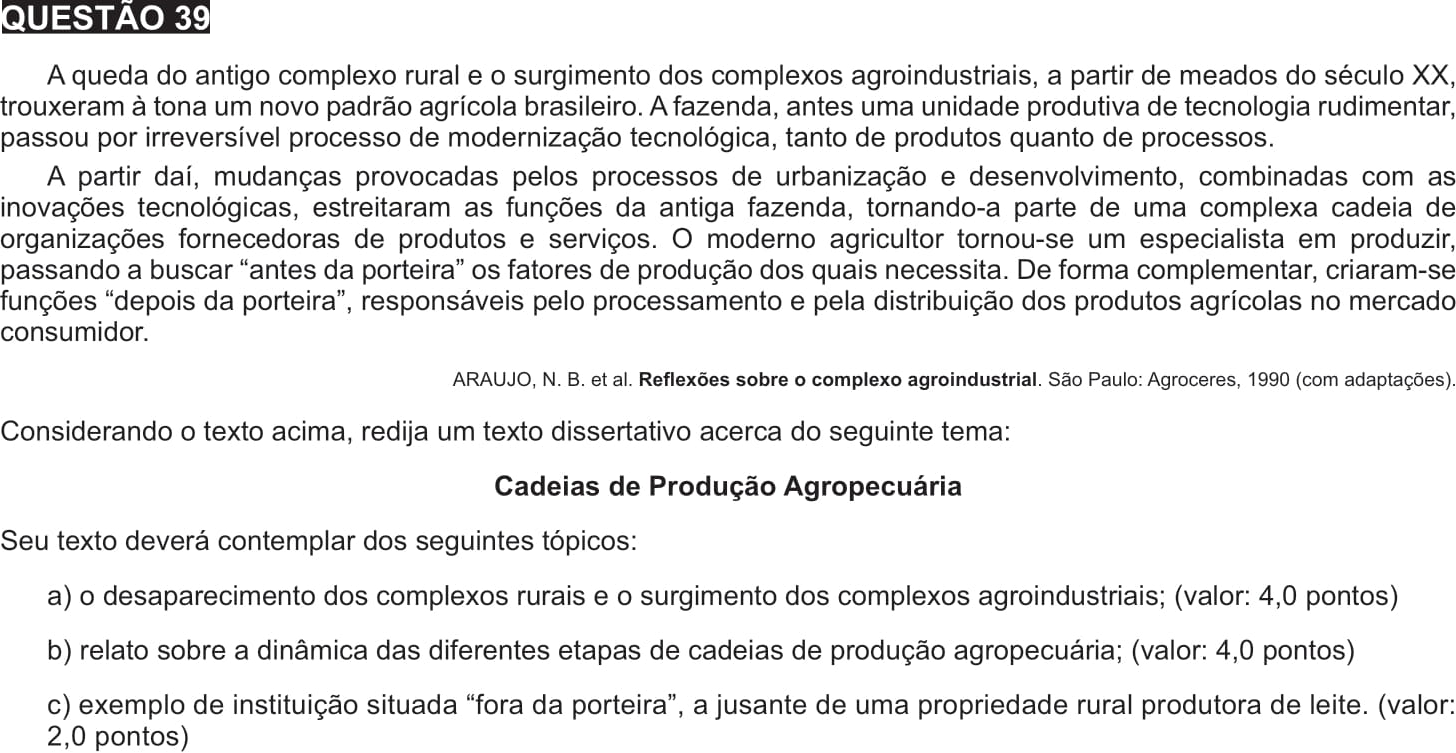 QUESTÃO 39
A queda do antigo complexo rural e o surgimento dos complexos agroindustriais, a partir de meados do século XX,
trouxeram à tona um novo padrão agrícola brasileiro. A fazenda, antes uma unidade produtiva de tecnologia rudimentar,
passou por irreversível processo de modernização tecnológica, tanto de produtos quanto de processos.
A partir daí, mudanças provocadas pelos processos de urbanização e desenvolvimento, combinadas com as
inovações tecnológicas, estreitaram as funções da antiga fazenda, tornando-a parte de uma complexa cadeia de
organizações fornecedoras de produtos e serviços. O moderno agricultor tornou-se um especialista em produzir,
passando a buscar “antes da porteira” os fatores de produção dos quais necessita. De forma complementar, criaram-se
funções “depois da porteira”, responsáveis pelo processamento e pela distribuição dos produtos agrícolas no mercado
consumidor.
ARAUJO, N. B. et al. Reflexões sobre o complexo agroindustrial. São Paulo: Agroceres, 1990 (com adaptações).
Considerando o texto acima, redija um texto dissertativo acerca do seguinte tema:
Cadeias de Produção Agropecuária
Seu texto deverá contemplar dos seguintes tópicos:
a) o desaparecimento dos complexos rurais e o surgimento dos complexos agroindustriais; (valor: 4,0 pontos)
b) relato sobre a dinâmica das diferentes etapas de cadeias de produção agropecuária; (valor: 4,0 pontos)
c) exemplo de instituição situada “fora da porteira”, a jusante de uma propriedade rural produtora de leite. (valor:
2,0 pontos)